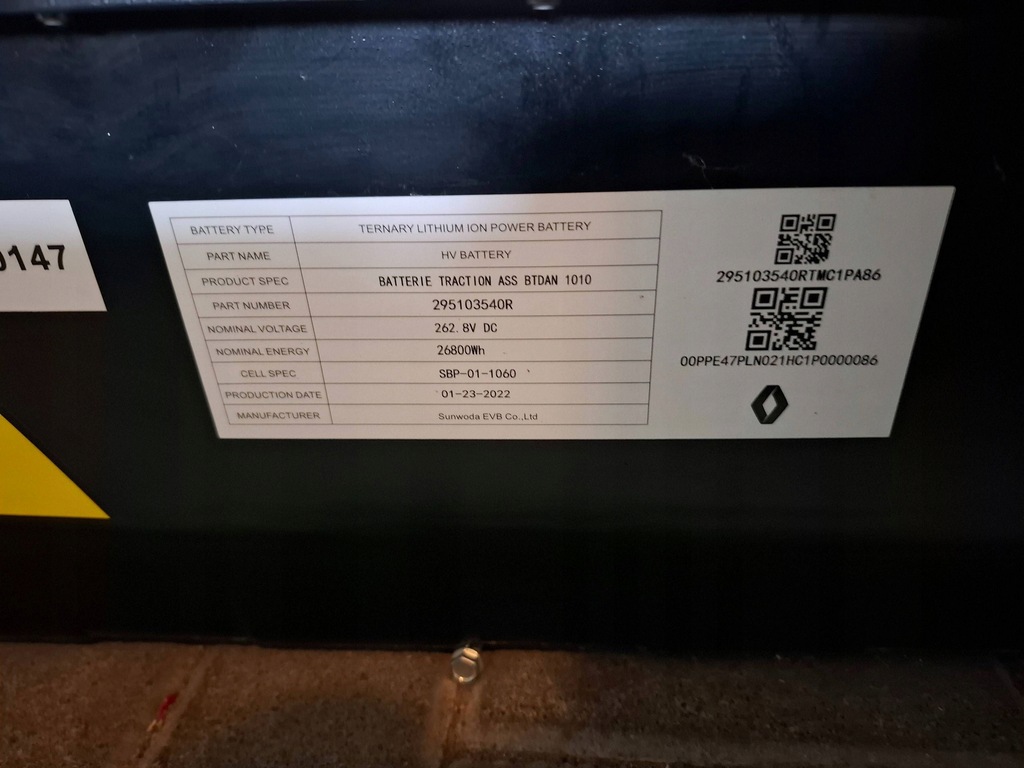 0147
BATTERY TYPE TERNARY LITHIUM ION POWER BATTERY
PART NAME HV BATTERY
PRODUCT SPEC BATTERIE TRACTION ASS BTDAN 1010
PART NUMBER 295103540R
NOMINAL VOLTAGE 262.8V DC
NOMINAL ENERGY 26800Wh
CELL SPEC SBP-01-1060
PRODUCTION DATE 01-23-2022
MANUFACTURER Sunwoda EVB Co.,Ltd
295103540RTMC1PA86
00PPE47PLN021HC1P0000086